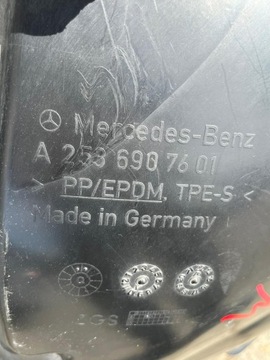 Mercedes-Benz
A 253 690 76 01
> PP/EPDM, TPE-S <
Made in Germany